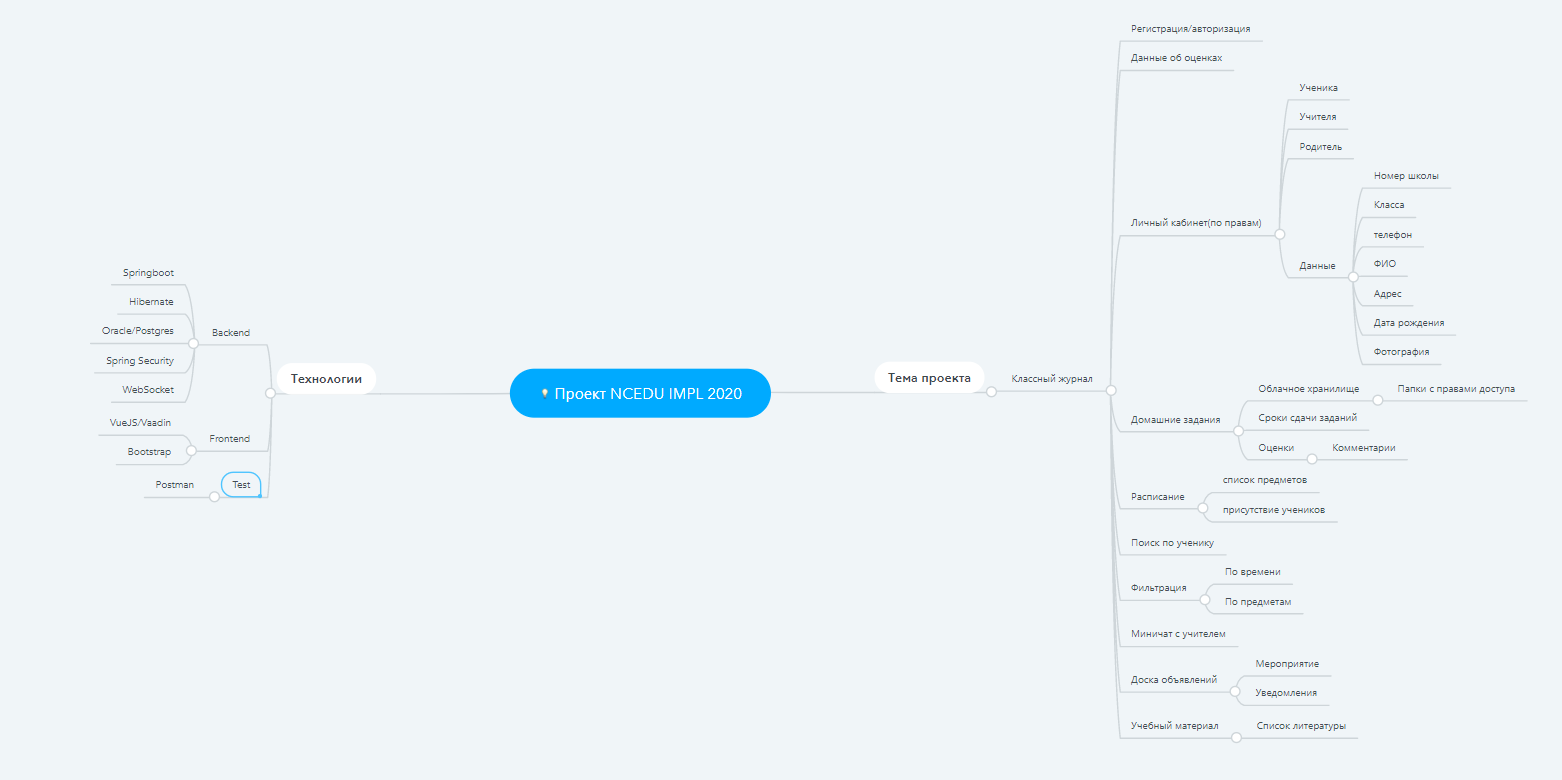 Проект NCEDU IMPL 2020
Технологии
Backend
Springboot
Hibernate
Oracle/Postgres
Spring Security
WebSocket
Frontend
VueJS/Vaadin
Bootstrap
Test
Postman
Тема проекта
Классный журнал
Регистрация/авторизация
Данные об оценках
Личный кабинет(по правам)
Ученика
Учителя
Родитель
Данные
Номер школы
Класса
телефон
ФИО
Адрес
Дата рождения
Фотография
Домашние задания
Облачное хранилище
Папки с правами доступа
Сроки сдачи заданий
Оценки
Комментарии
Расписание
список предметов
присутствие учеников
Поиск по ученику
Фильтрация
По времени
По предметам
Миничат с учителем
Доска объявлений
Мероприятие
Уведомления
Учебный материал
Список литературы